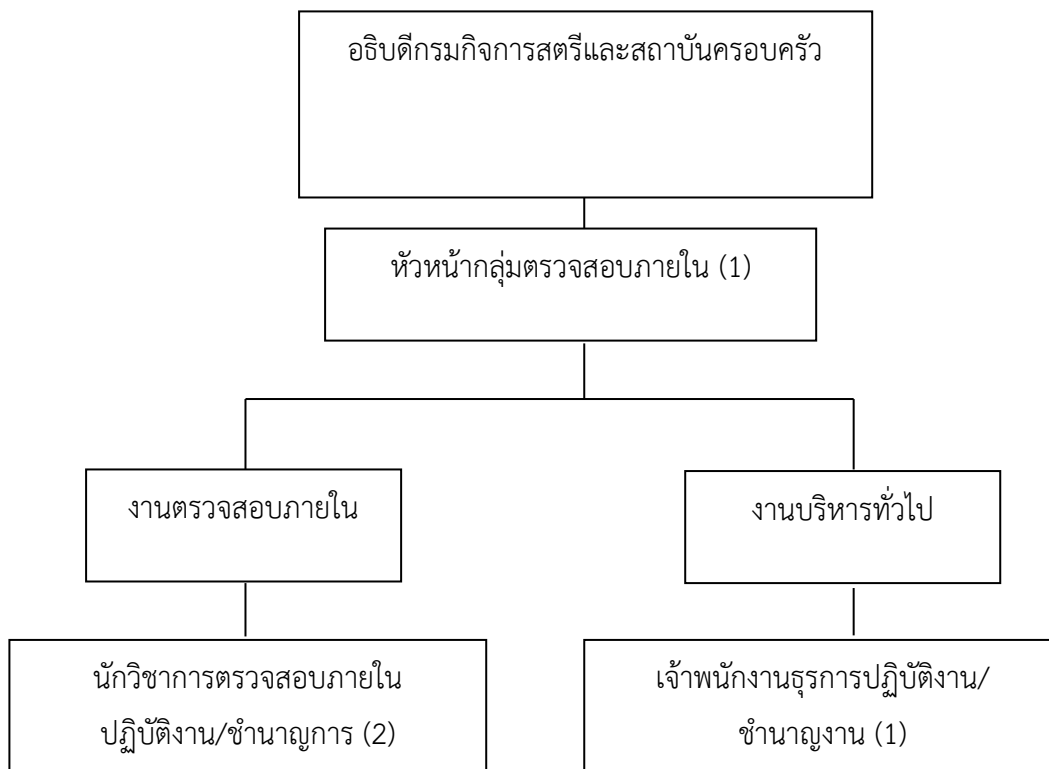 อธิบดีกรมกิจการสตรีและสถาบันครอบครัว
หัวหน้ากลุ่มตรวจสอบภายใน (1)
งานตรวจสอบภายใน
งานบริหารทั่วไป
นักวิชาการตรวจสอบภายใน
ปฏิบัติงาน/ชำนาญการ (2)
เจ้าพนักงานธุรการปฏิบัติงาน/
ชำนาญงาน (1)